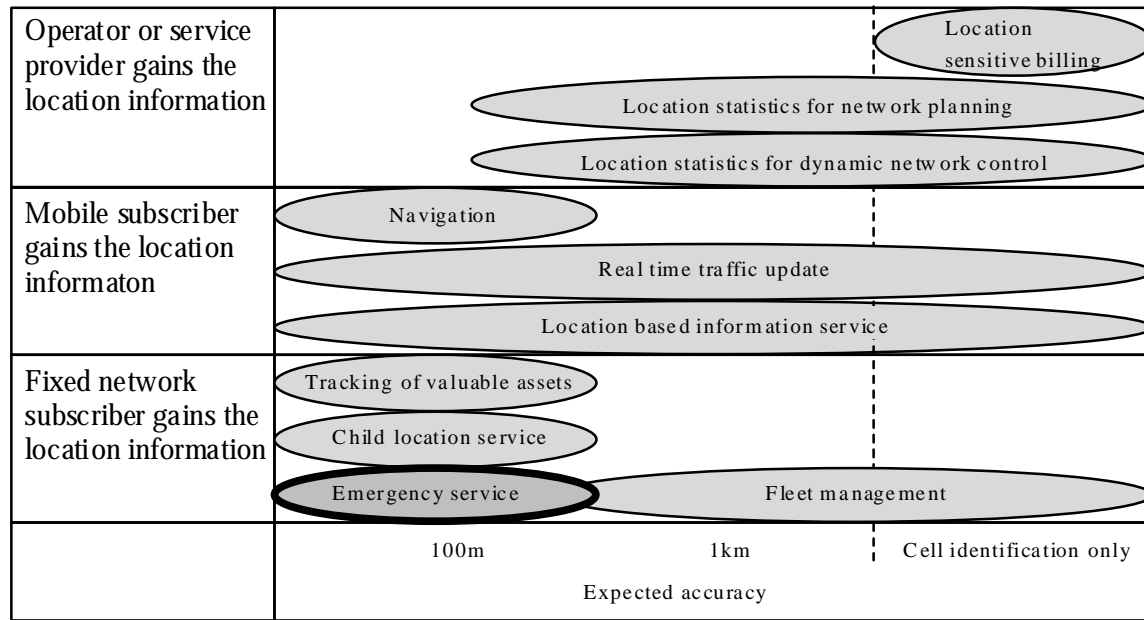 Operator or service
provider gains the
location information
Location
sensitive billing
Location statistics for network planning
Location statistics for dynamic network control
Mobile subscriber
gains the location
informaton
Navigation
Real time traffic update
Location based information service
Fixed network
subscriber gains the
location information
Tracking of valuable assets
Child location service
Emergency service
Fleet management
100m
1km
Cell identification only
Expected accuracy